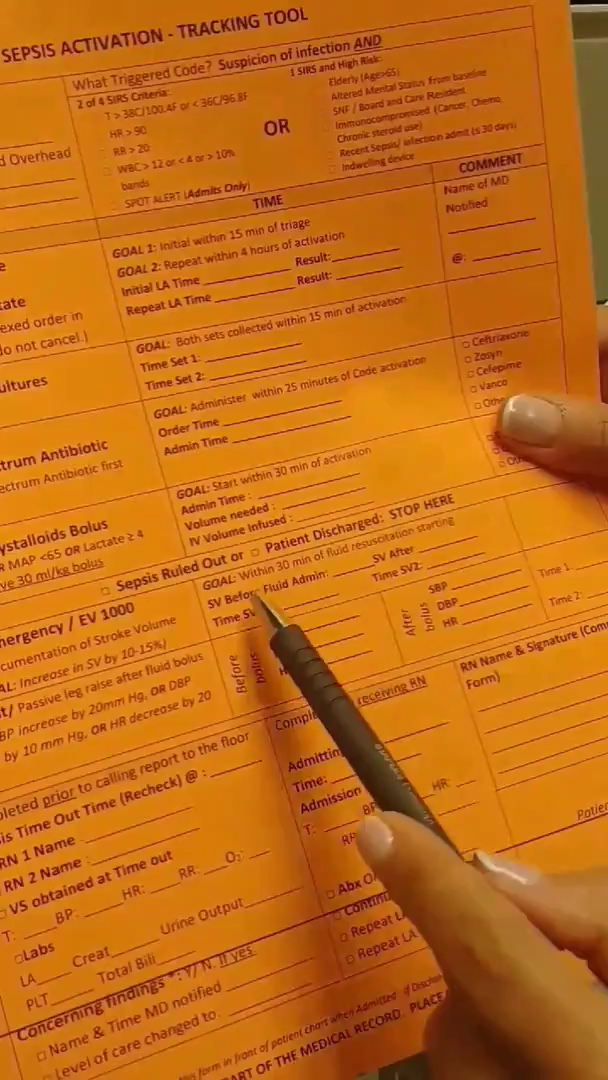 SEPSIS ACTIVATION - TRACKING TOOL
What Triggered Code? Suspicion of infection AND
2 of 4 SIRS Criteria:
T > 38C/100.4F or < 36C/96.8F
HR > 90
RR > 20
WBC > 12 or < 4 or > 10%
bands
SPOT ALERT (Admits Only)
OR
1 SIRS and High Risk:
Elderly (Age>65)
Altered Mental Status from baseline
SNF / Board and Care Resident
Immunocompromised (Cancer, Chemo,
Chronic steroid use)
Recent Sepsis/ infection admit (≤ 30 days)
Indwelling device
d Overhead
TIME
COMMENT
GOAL 1: Initial within 15 min of triage
GOAL 2: Repeat within 4 hours of activation
Initial LA Time Result:
Repeat LA Time Result:
Name of MD
Notified
@:
exed order in
do not cancel.)
GOAL: Both sets collected within 15 min of activation
Time Set 1:
Time Set 2:
ultures
GOAL: Administer within 25 minutes of Code activation
Order Time
Admin Time
□ Ceftriaxone
□ Zosyn
□ Cefepime
□ Vanco
trum Antibiotic
ectrum Antibiotic first
GOAL: Start within 30 min of activation
Admin Time :
Volume needed :
IV Volume Infused :
ystalloids Bolus
R MAP <65 OR Lactate ≥ 4
ve 30 ml/kg bolus
□ Sepsis Ruled Out or □ Patient Discharged: STOP HERE
mergency / EV 1000
cumentation of Stroke Volume
AL: Increase in SV by 10-15%)
t/ Passive leg raise after fluid bolus
BP increase by 20mm Hg, OR DBP
by 10 mm Hg, OR HR decrease by 20
GOAL: Within 30 min of fluid resuscitation starting
SV Before Fluid Admin: SV After
Time SV Time SV2:
Before
bolus
After
bolus
SBP
DBP
HR
Time 1:
Time 2:
pleted prior to calling report to the floor
is Time Out Time (Recheck) @ :
RN 1 Name
RN 2 Name :
□ VS obtained at Time out
T: BP: HR: RR: O2:
□Labs
LA Creat Urine Output
PLT Total Bili
Concerning findings *: Y/ N. If yes
□ Name & Time MD notified
□ Level of care changed to:
receiving RN
Admitting
Time:
Admission HR:
T: BP
RR
□ Abx
□ Repeat LA
□ Repeat LA
RN Name & Signature (Com
Form)
this form in front of patient chart when Admitted
PART OF THE MEDICAL RECORD. PLACE